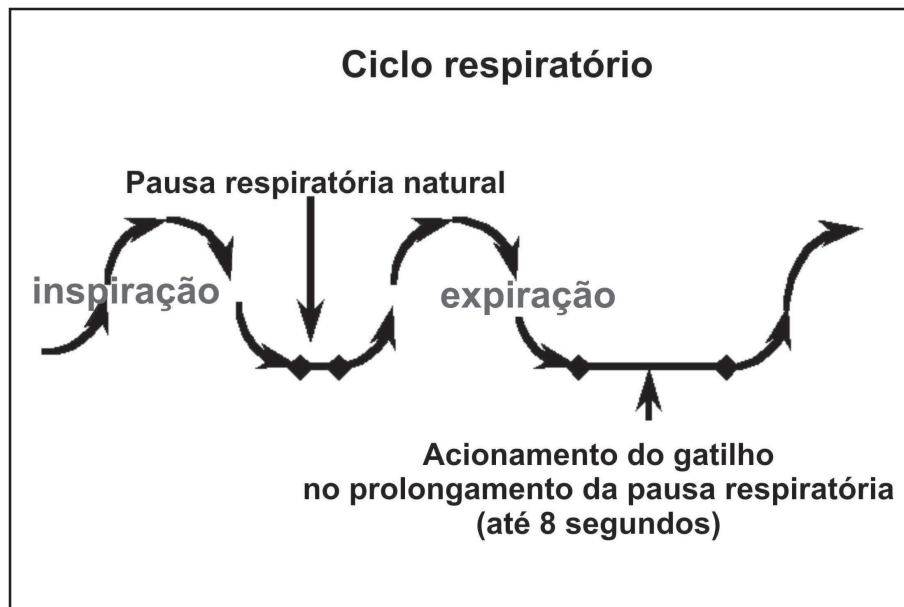 Ciclo respiratório
Pausa respiratória natural
inspiração
expiração
Acionamento do gatilho
no prolongamento da pausa respiratória
(até 8 segundos)